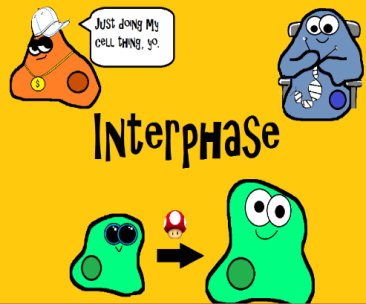 Just doing my
cell thing, yo.
$
Interphase